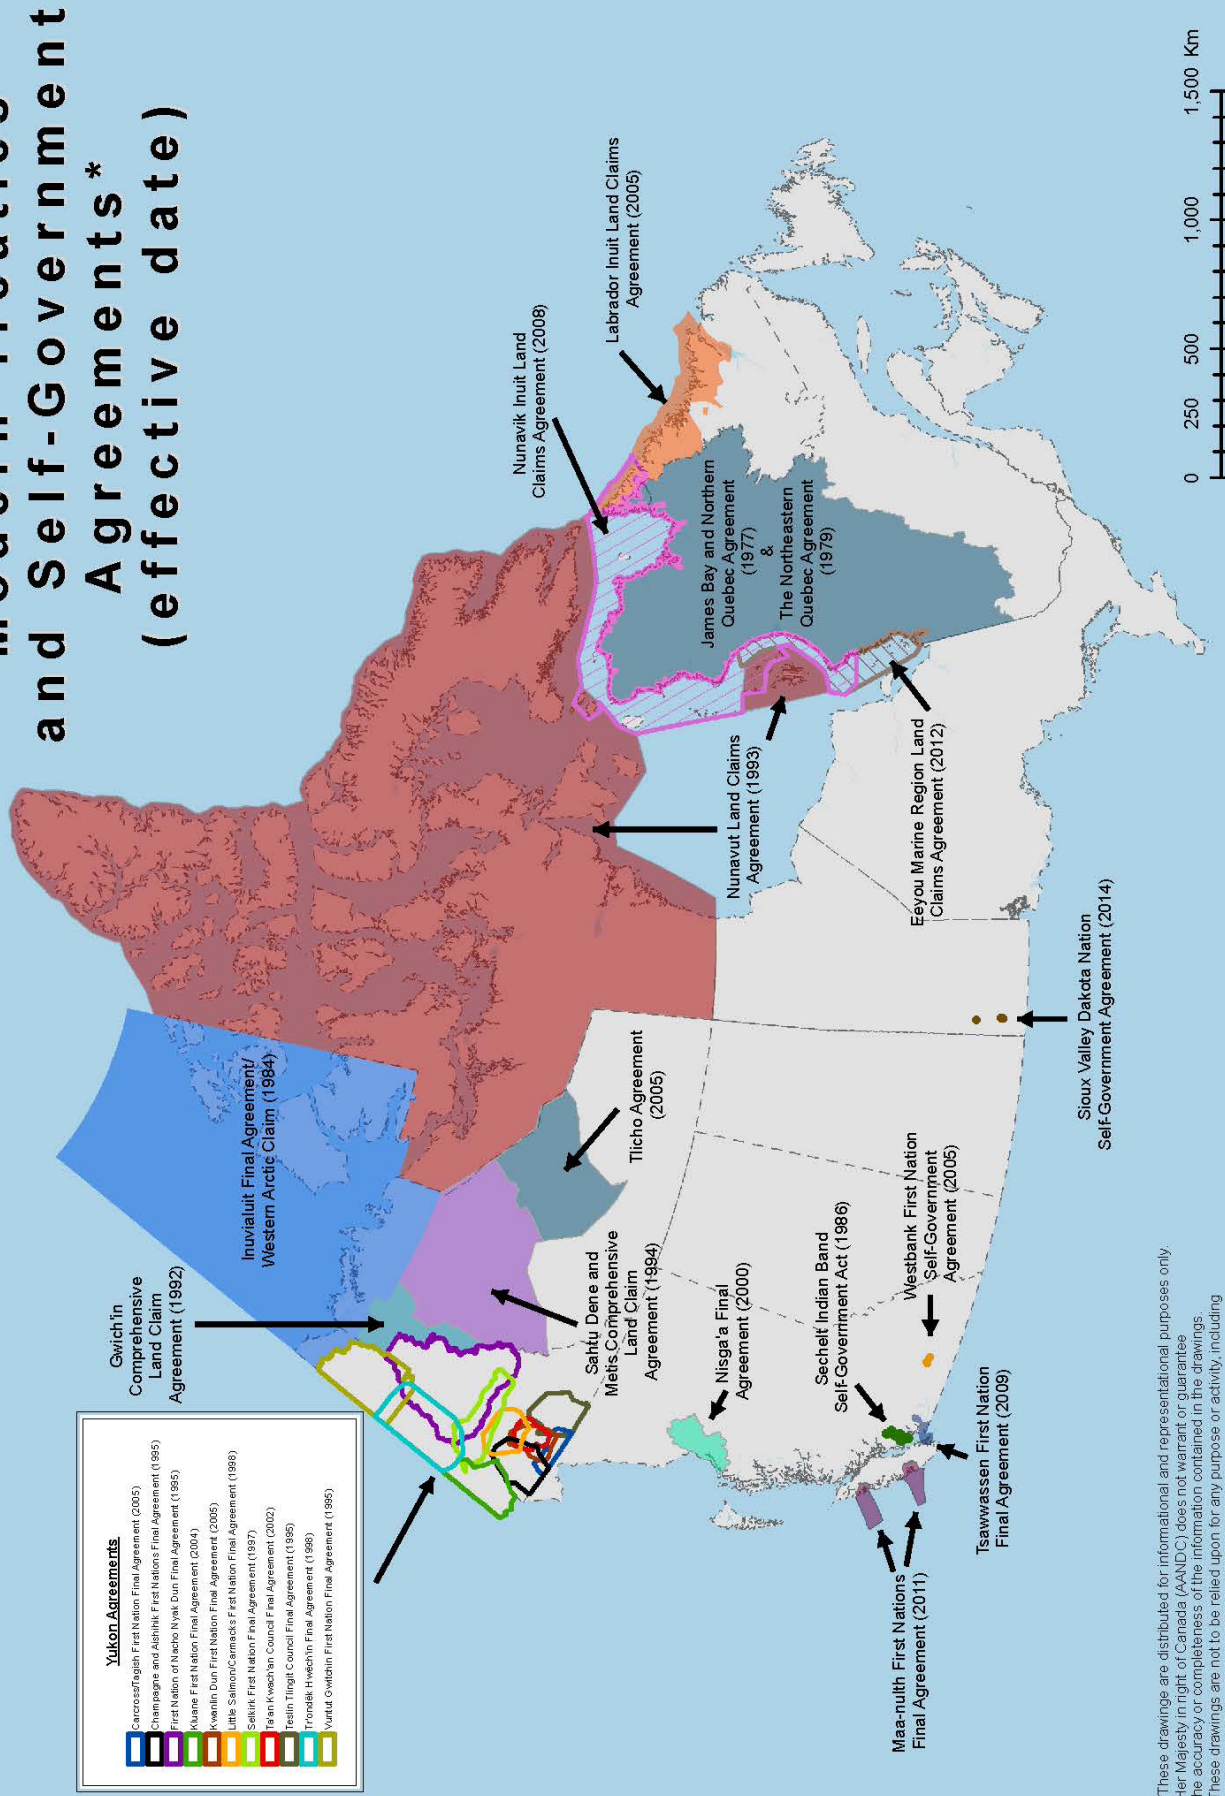 and Self-Government
Agreements*
(effective date)
Yukon Agreements
Carcross/Tagish First Nation Final Agreement (2005)
Champagne and Aishihik First Nations Final Agreement (1995)
First Nation of Nacho Nyak Dun Final Agreement (1995)
Kluane First Nation Final Agreement (2004)
Kwanlin Dun First Nation Final Agreement (2005)
Little Salmon/Carmacks First Nation Final Agreement (1998)
Selkirk First Nation Final Agreement (1997)
Ta'an Kwach'an Council Final Agreement (2002)
Teslin Tlingit Council Final Agreement (1995)
Tr'ondëk Hwëch'in Final Agreement (1998)
Vuntut Gwitchin First Nation Final Agreement (1995)
Gwich'in
Comprehensive
Land Claim
Agreement (1992)
Inuvialuit Final Agreement/
Western Arctic Claim (1984)
Nunavik Inuit Land
Claims Agreement (2008)
Labrador Inuit Land Claims
Agreement (2005)
Sahtu Dene and
Metis Comprehensive
Land Claim
Agreement (1994)
Tlicho Agreement
(2005)
Nunavut Land Claims
Agreement (1993)
James Bay and Northern
Quebec Agreement
(1977)
&
The Northeastern
Quebec Agreement
(1979)
Nisga'a Final
Agreement (2000)
Sechelt Indian Band
Self-Government Act (1986)
Westbank First Nation
Self-Government
Agreement (2005)
Eeyou Marine Region Land
Claims Agreement (2012)
Maa-nulth First Nations
Final Agreement (2011)
Tsawwassen First Nation
Final Agreement (2009)
Sioux Valley Dakota Nation
Self-Government Agreement (2014)
0 250 500 1,000 1,500 Km
These drawinge are distributed for informational and representational purposes only.
Her Majesty in right of Canada (AANDC) does not warrant or guarantee
the accuracy or completeness of the information contained in the drawings.
These drawings are not to be relied upon for any purpose or activity, including